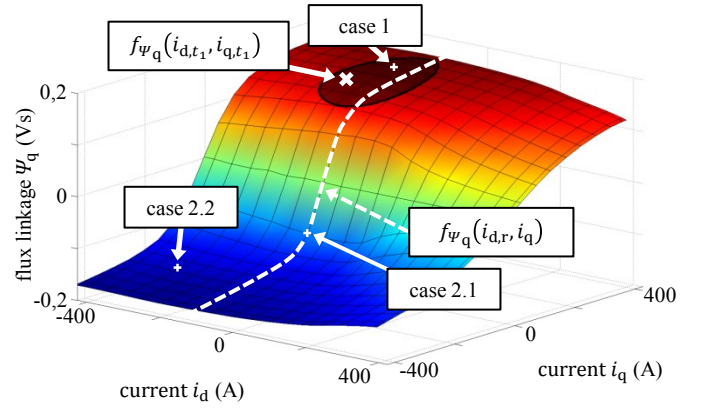 case 1
f_Ψq(i_d,t₁, i_q,t₁)
0,2
flux linkage Ψ_q (Vs)
0
case 2.2
f_Ψq(i_d,r, i_q)
case 2.1
-0,2
-400
0
400
-400
0
400
current i_d (A)
current i_q (A)